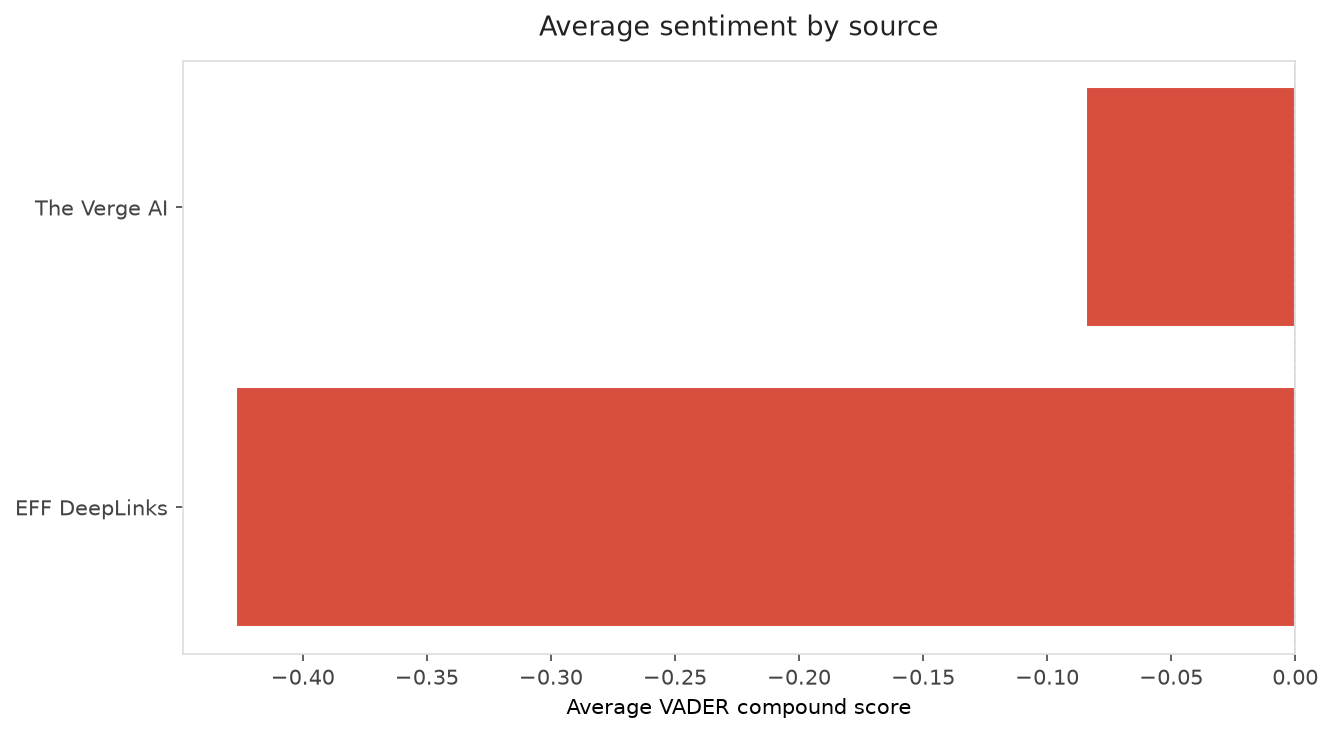 Average sentiment by source
The Verge AI
EFF DeepLinks
−0.40 −0.35 −0.30 −0.25 −0.20 −0.15 −0.10 −0.05 0.00
Average VADER compound score